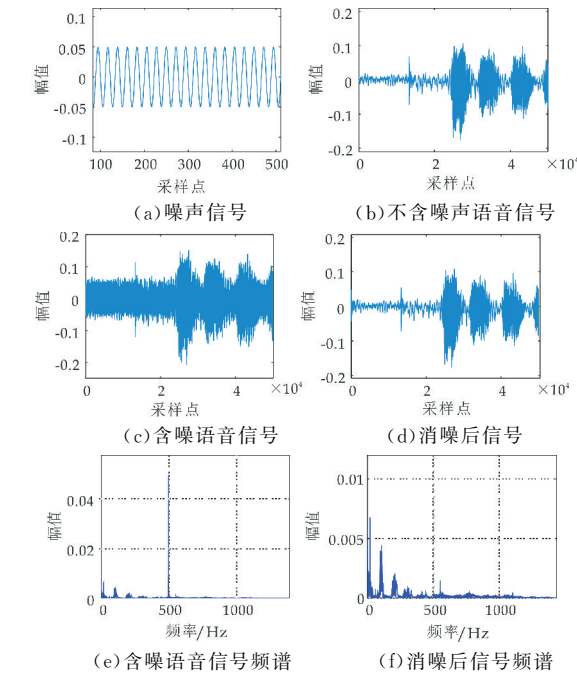 0.1
0.05
0
-0.05
-0.1
幅值
100 200 300 400 500
采样点
(a)噪声信号
0.2
0.1
0
-0.1
-0.2
幅值
0 2 4 ×10⁴
采样点
(b)不含噪声语音信号
0.2
0.1
0
-0.1
-0.2
幅值
0 2 4 ×10⁴
采样点
(c)含噪语音信号
0.2
0.1
0
-0.1
-0.2
幅值
0 2 4 ×10⁴
采样点
(d)消噪后信号
0.04
0.02
0
幅值
0 500 1000
频率/Hz
(e)含噪语音信号频谱
0.01
0.005
0
幅值
0 500 1000
频率/Hz
(f)消噪后信号频谱